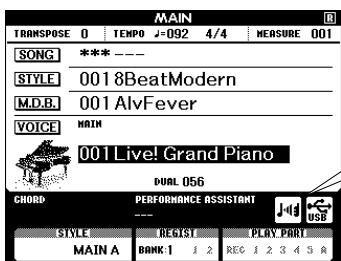 MAIN R
TRANSPOSE 0 TEMPO ♩=092 4/4 MEASURE 001
SONG *** ---
STYLE 001 8BeatModern
M.D.B. 001 AlvFever
VOICE MAIN
001 Live! Grand Piano
DUAL 056
CHORD PERFORMANCE ASSISTANT
---
USB
STYLE REGIST PLAY PART
MAIN A BANK:1 1 2 REC 1 2 3 4 5 A